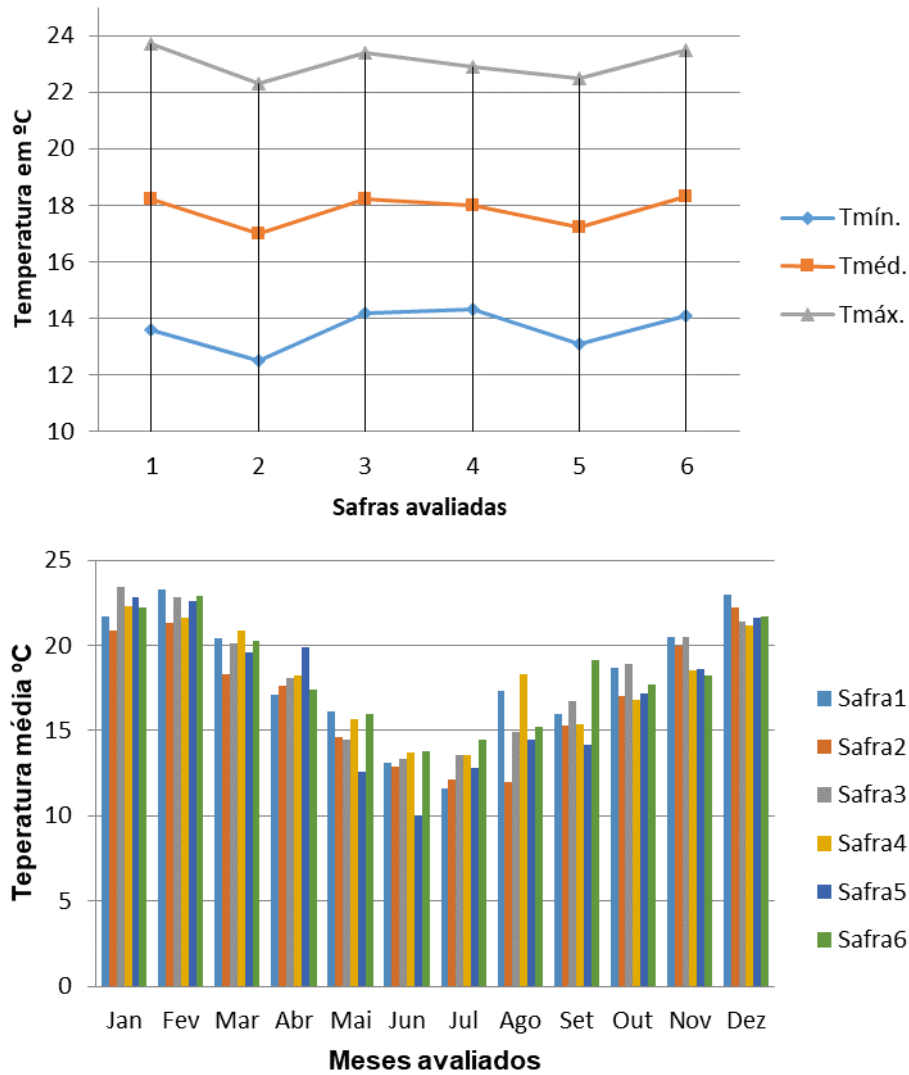 24
22
20
18
16
14
12
10
Temperatura em ºC
1 2 3 4 5 6
Safras avaliadas
Tmín.
Tméd.
Tmáx.
25
20
15
10
5
0
Teperatura média ºC
Jan Fev Mar Abr Mai Jun Jul Ago Set Out Nov Dez
Meses avaliados
Safra1
Safra2
Safra3
Safra4
Safra5
Safra6